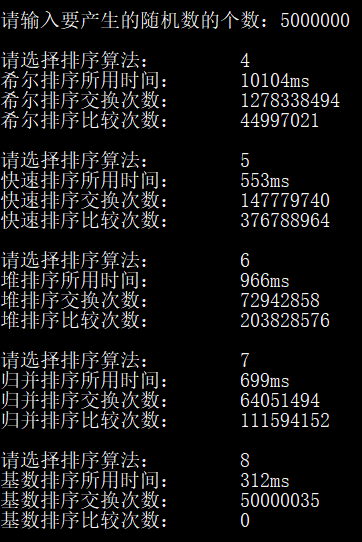 请输入要产生的随机数的个数：5000000
请选择排序算法： 4
希尔排序所用时间： 10104ms
希尔排序交换次数： 1278338494
希尔排序比较次数： 44997021
请选择排序算法： 5
快速排序所用时间： 553ms
快速排序交换次数： 147779740
快速排序比较次数： 376788964
请选择排序算法： 6
堆排序所用时间： 966ms
堆排序交换次数： 72942858
堆排序比较次数： 203828576
请选择排序算法： 7
归并排序所用时间： 699ms
归并排序交换次数： 64051494
归并排序比较次数： 111594152
请选择排序算法： 8
基数排序所用时间： 312ms
基数排序交换次数： 50000035
基数排序比较次数： 0